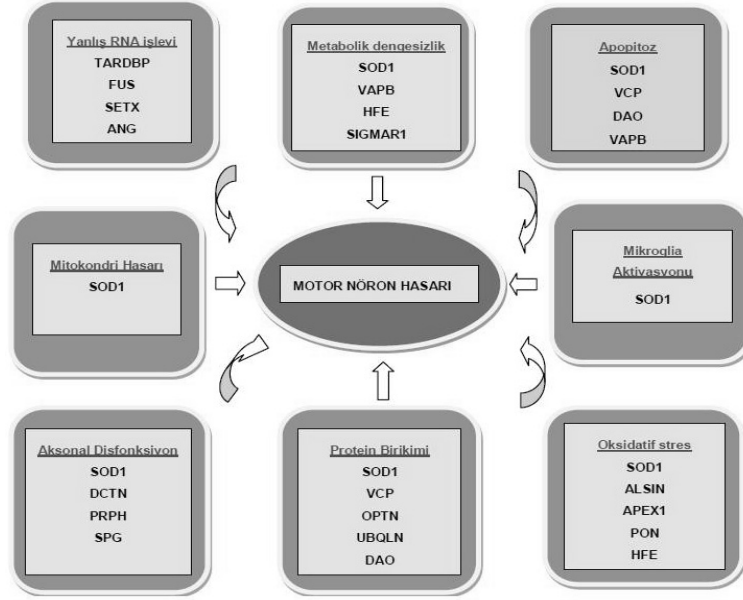 Yanlış RNA işlevi
TARDBP
FUS
SETX
ANG
Metabolik dengesizlik
SOD1
VAPB
HFE
SIGMAR1
Apopitoz
SOD1
VCP
DAO
VAPB
Mitokondri Hasarı
SOD1
MOTOR NÖRON HASARI
Mikroglia
Aktivasyonu
SOD1
Aksonal Disfonksiyon
SOD1
DCTN
PRPH
SPG
Protein Birikimi
SOD1
VCP
OPTN
UBQLN
DAO
Oksidatif stres
SOD1
ALSIN
APEX1
PON
HFE